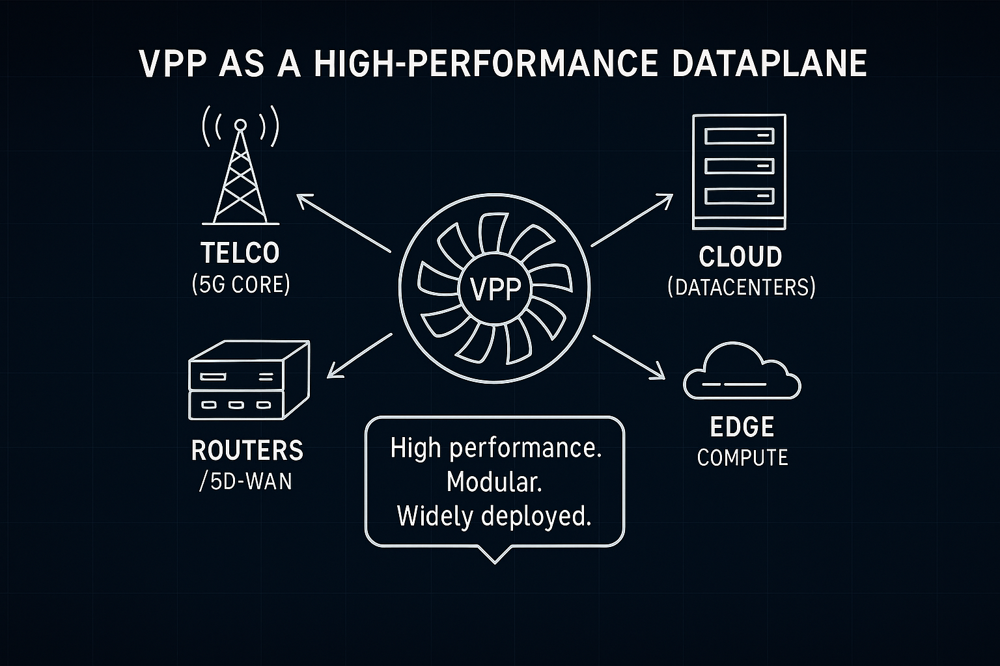 VPP AS A HIGH-PERFORMANCE DATAPLANE
TELCO
(5G CORE)
CLOUD
(DATACENTERS)
VPP
ROUTERS
/5D-WAN
EDGE
COMPUTE
High performance.
Modular.
Widely deployed.